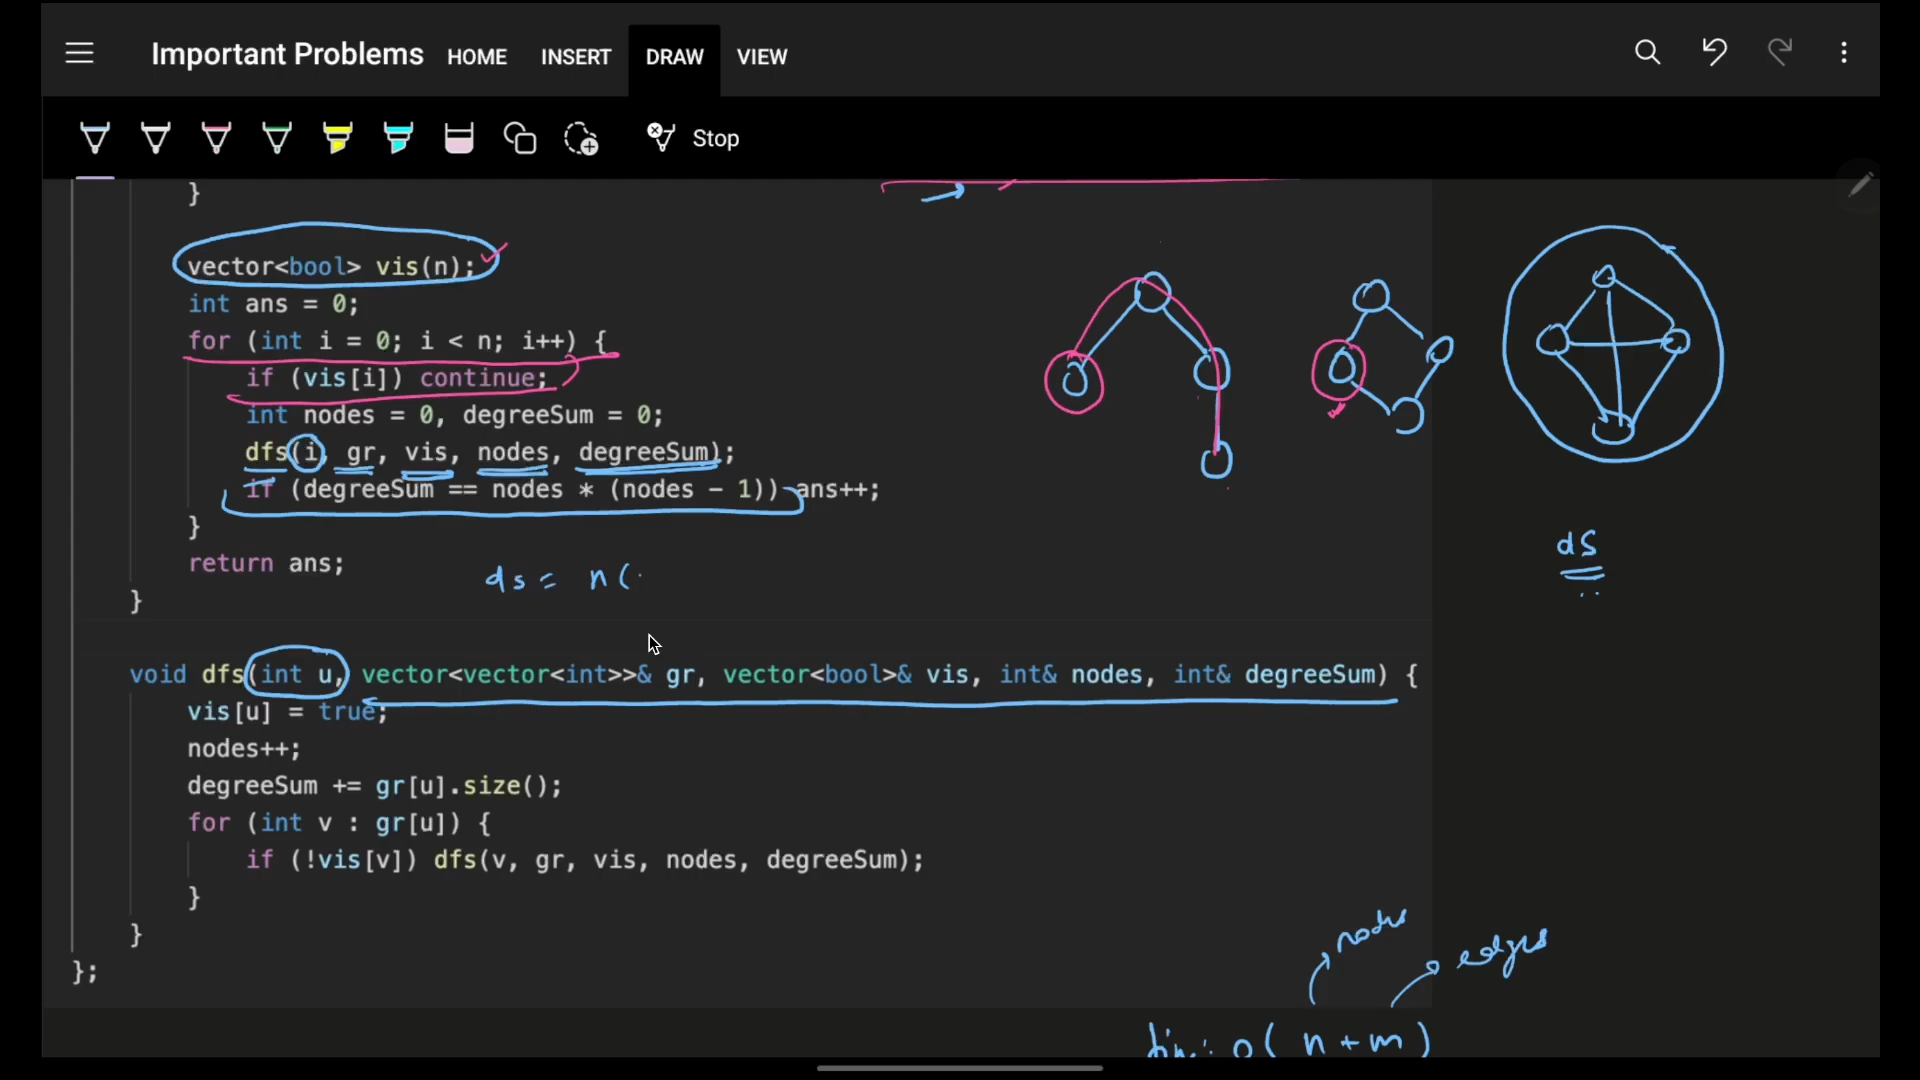 Important Problems HOME INSERT DRAW VIEW
Stop
}
vector<bool> vis(n);
int ans = 0;
for (int i = 0; i < n; i++) {
if (vis[i]) continue;
int nodes = 0, degreeSum = 0;
dfs(i, gr, vis, nodes, degreeSum);
if (degreeSum == nodes * (nodes - 1)) ans++;
}
return ans;
}
ds = n(
ds
void dfs(int u, vector<vector<int>>& gr, vector<bool>& vis, int& nodes, int& degreeSum) {
vis[u] = true;
nodes++;
degreeSum += gr[u].size();
for (int v : gr[u]) {
if (!vis[v]) dfs(v, gr, vis, nodes, degreeSum);
}
}
};
nodes
edges
O( n + m )